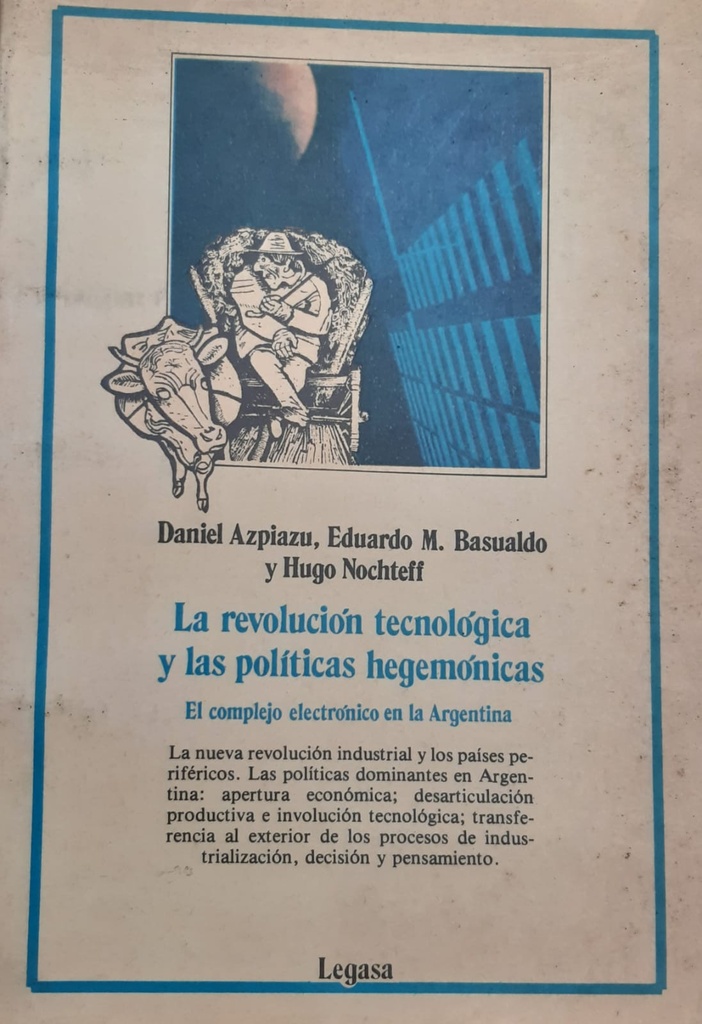 Daniel Azpiazu, Eduardo M. Basualdo
y Hugo Nochteff
La revolución tecnológica
y las políticas hegemónicas
El complejo electrónico en la Argentina
La nueva revolución industrial y los países pe-
riféricos. Las políticas dominantes en Argen-
tina: apertura económica; desarticulación
productiva e involución tecnológica; transfe-
rencia al exterior de los procesos de indus-
trialización, decisión y pensamiento.
Legasa